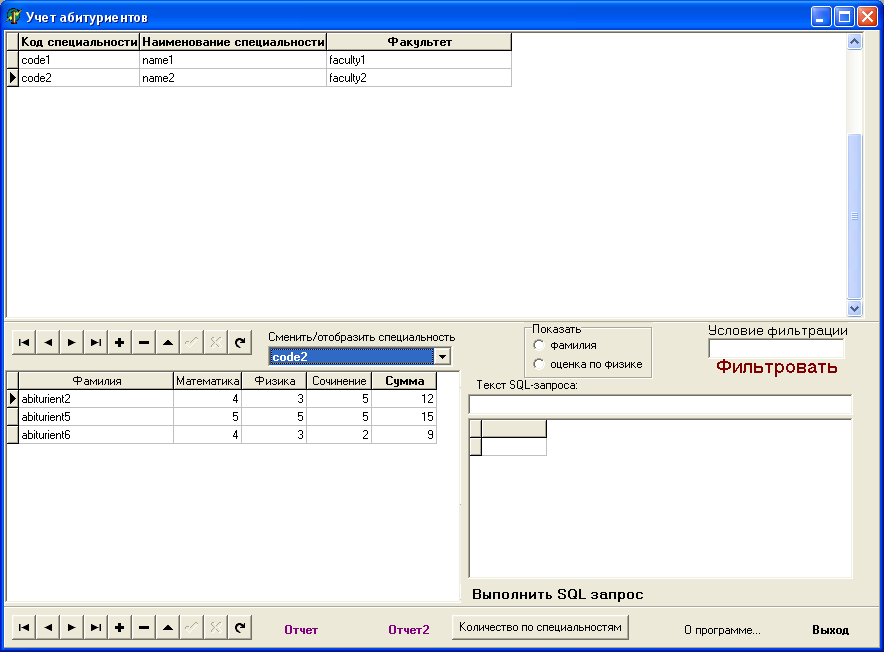 Учет абитуриентов
Код специальности Наименование специальности Факультет
code1 name1 faculty1
code2 name2 faculty2
Сменить/отобразить специальность
code2
Показать
фамилия
оценка по физике
Условие фильтрации
Фильтровать
Фамилия Математика Физика Сочинение Сумма
abiturient2 4 3 5 12
abiturient5 5 5 5 15
abiturient6 4 3 2 9
Текст SQL-запроса:
Выполнить SQL запрос
Отчет Отчет2 Количество по специальностям О программе... Выход